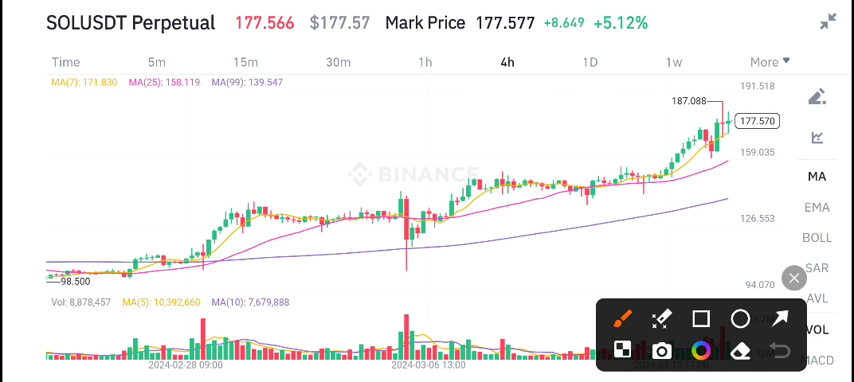 SOLUSDT Perpetual 177.566 $177.57 Mark Price 177.577 +8.649 +5.12%
Time 5m 15m 30m 1h 4h 1D 1w More
MA(7): 171.830 MA(25): 158.119 MA(99): 139.547
191.518
187.088
177.570
159.035
BINANCE
126.553
98.500
94.070
MA
EMA
BOLL
SAR
AVL
VOL
MACD
Vol: 8,878,457 MA(5): 10,392,660 MA(10): 7,679,888
2024-02-28 09:00 2024-03-06 13:00